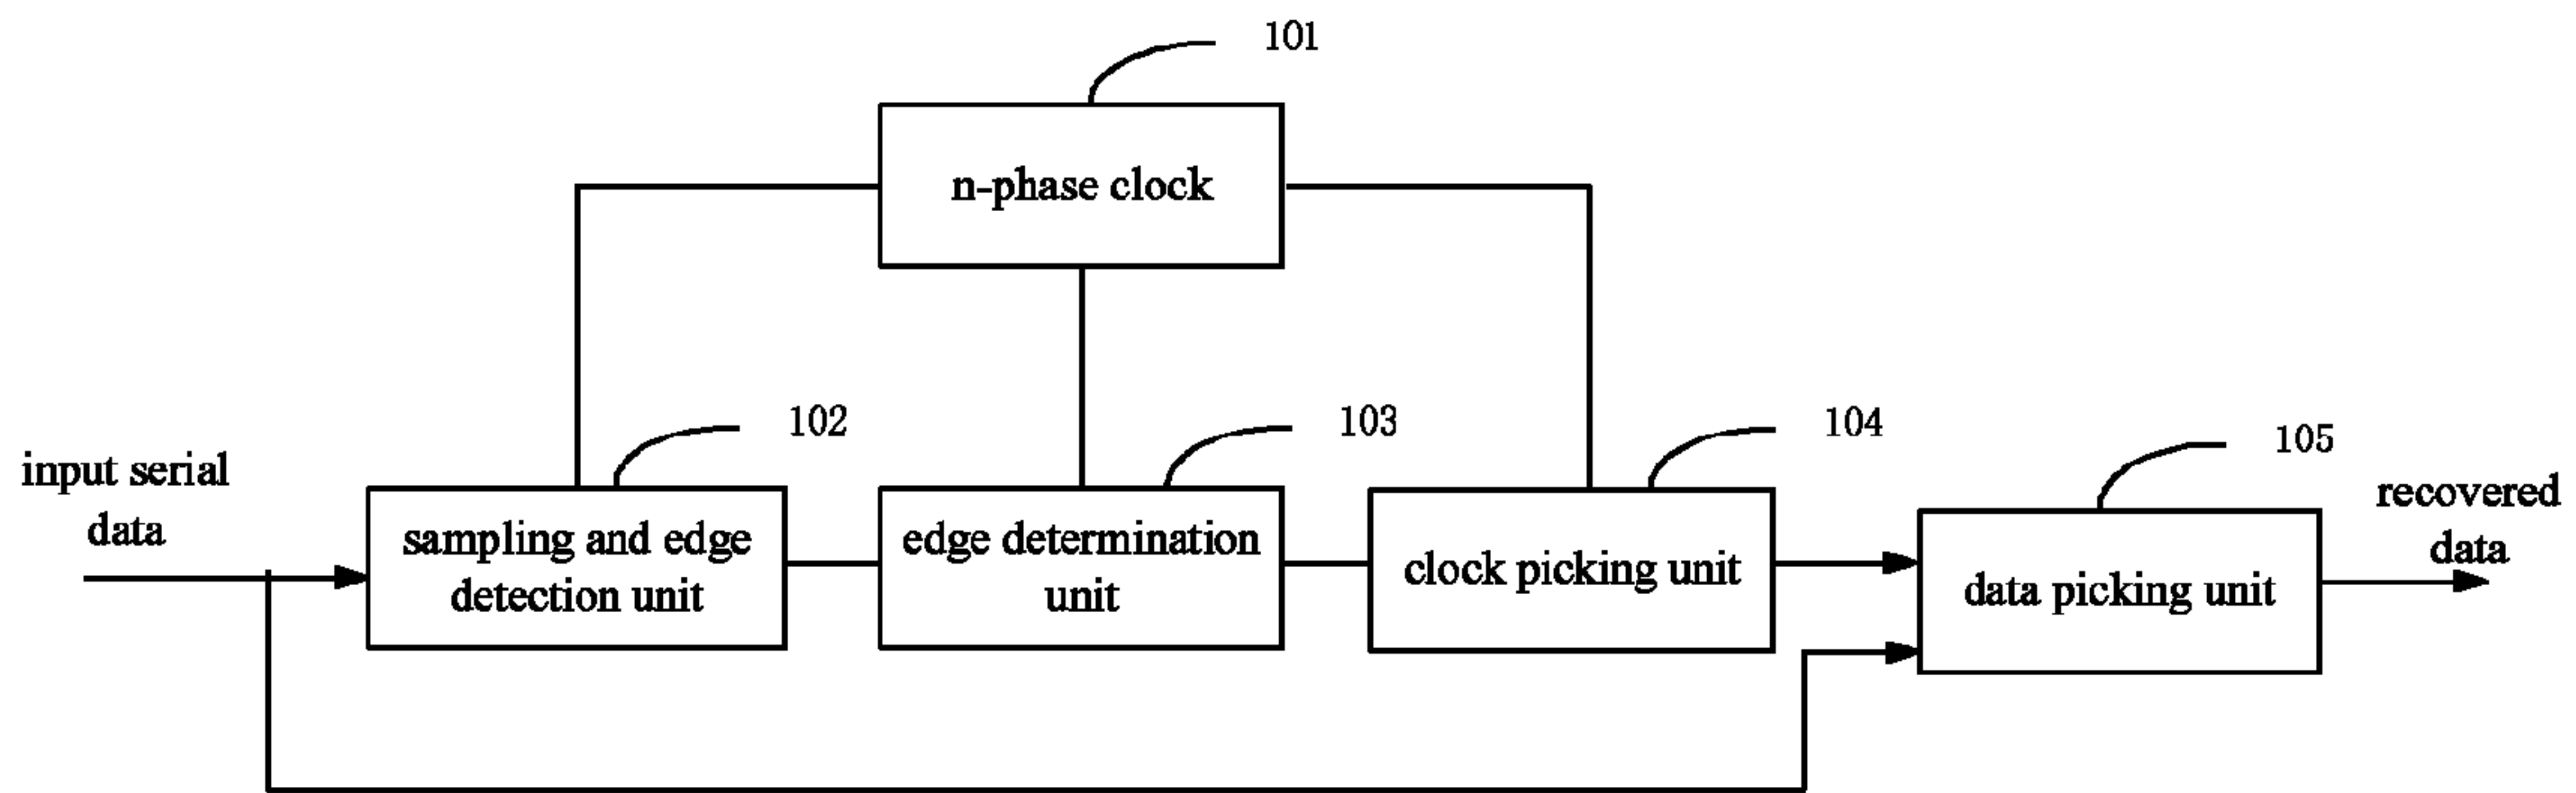 101
n-phase clock
102
103
104
105
input serial
data
sampling and edge
detection unit
edge determination
unit
clock picking unit
data picking unit
recovered
data